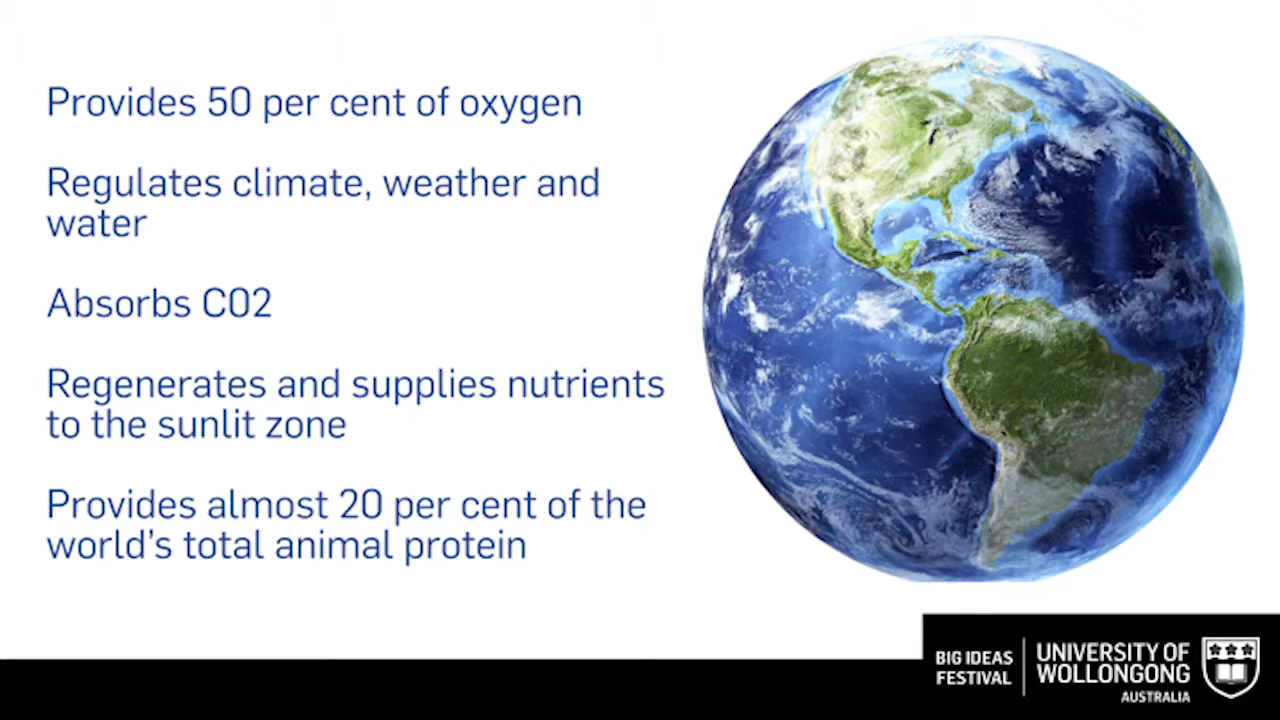 Provides 50 per cent of oxygen
Regulates climate, weather and
water
Absorbs CO2
Regenerates and supplies nutrients
to the sunlit zone
Provides almost 20 per cent of the
world's total animal protein
BIG IDEAS
FESTIVAL
UNIVERSITY OF
WOLLONGONG
AUSTRALIA